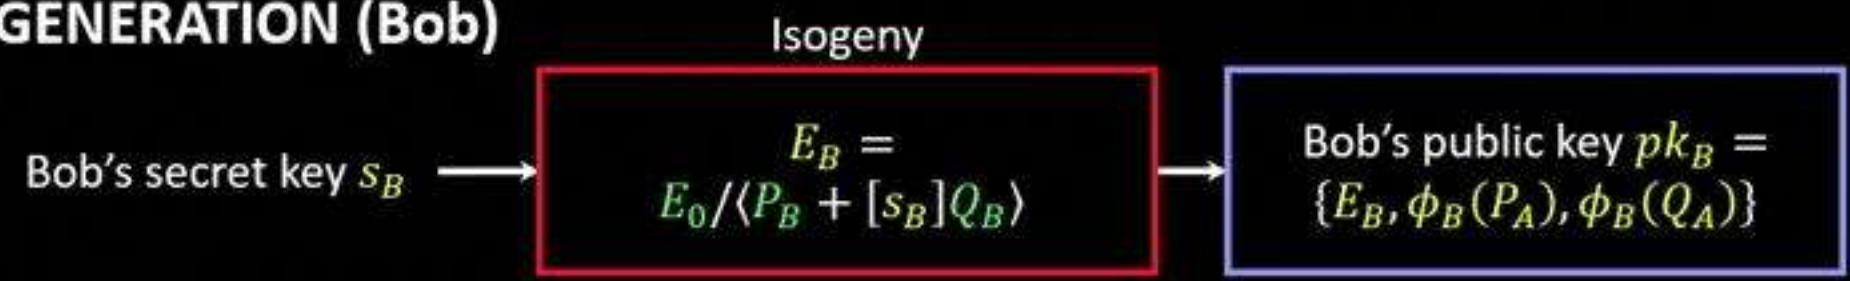 GENERATION (Bob)
Isogeny
Bob's secret key s_B
E_B =
E_0/⟨P_B + [s_B]Q_B⟩
Bob's public key pk_B =
{E_B, ϕ_B(P_A), ϕ_B(Q_A)}